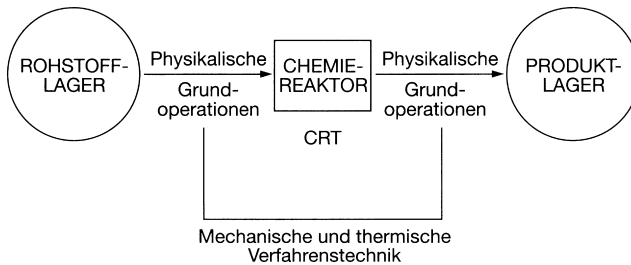 ROHSTOFF-
LAGER
Physikalische
Grund-
operationen
CHEMIE-
REAKTOR
CRT
Physikalische
Grund-
operationen
PRODUKT-
LAGER
Mechanische und thermische
Verfahrenstechnik